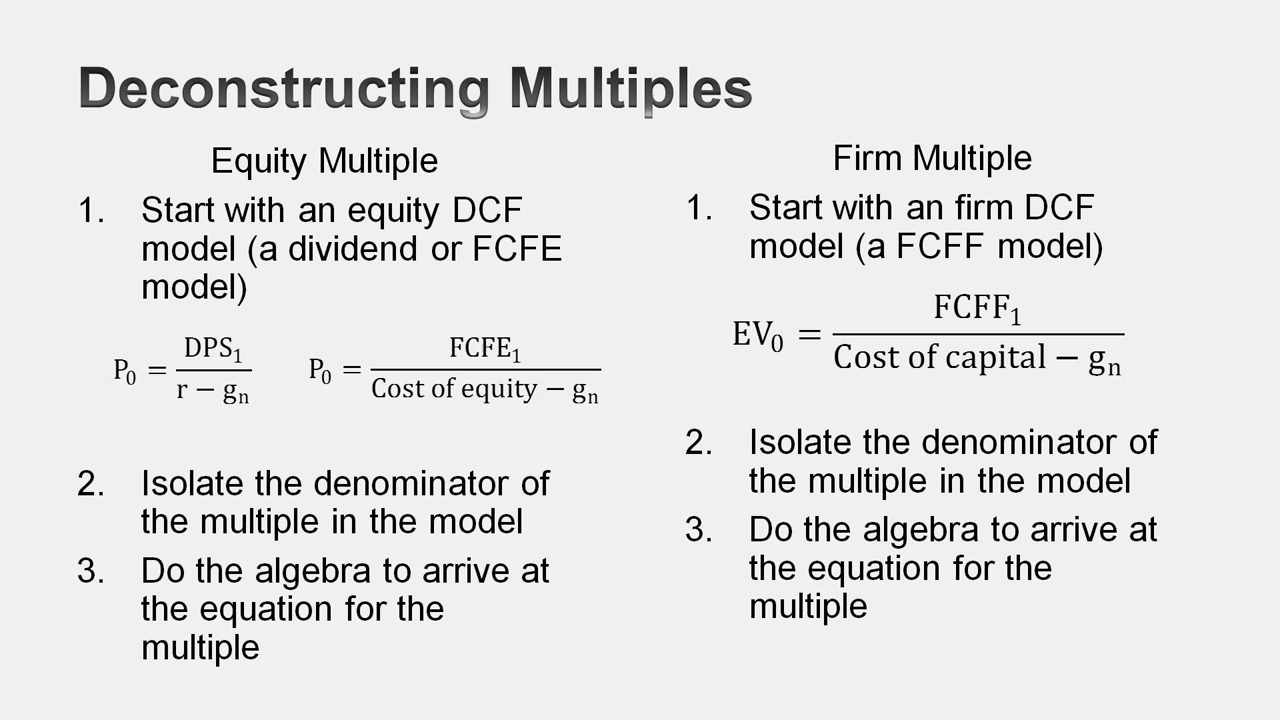 Deconstructing Multiples
Equity Multiple
1. Start with an equity DCF
model (a dividend or FCFE
model)
P₀ = DPS₁ / (r − gₙ)   P₀ = FCFE₁ / (Cost of equity − gₙ)
2. Isolate the denominator of
the multiple in the model
3. Do the algebra to arrive at
the equation for the
multiple
Firm Multiple
1. Start with an firm DCF
model (a FCFF model)
EV₀ = FCFF₁ / (Cost of capital − gₙ)
2. Isolate the denominator of
the multiple in the model
3. Do the algebra to arrive at
the equation for the
multiple